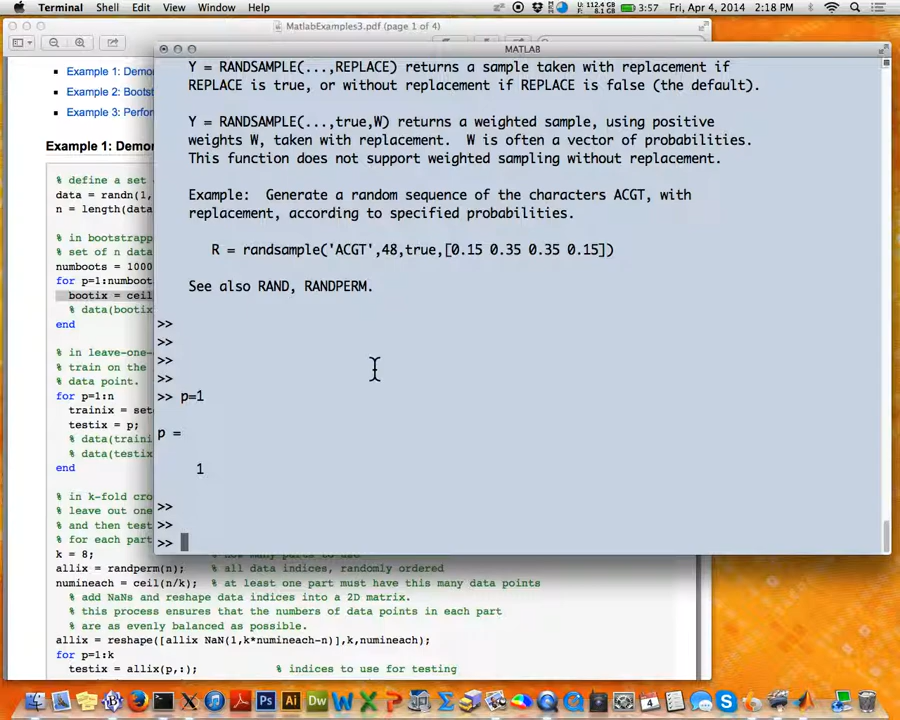 Terminal Shell Edit View Window Help
U: 112.4 G
F: 8.1 G
3:57 Fri, Apr 4, 2014 2:18 PM
MatlabExamples3.pdf (page 1 of 4)
MATLAB
Example 1: Demo
Example 2: Boots
Example 3: Perfor
Example 1: Demo
% define a set
data = randn(1,
n = length(data
% in bootstrapp
% set of n data
numboots = 1000
for p=1:numboot
bootix = ceil
% data(bootix
end
% in leave-one-
% train on the
% data point.
for p=1:n
trainix = set
testix = p;
% data(traini
% data(testix
end
% in k-fold cro
% leave out one
% and then test
% for each part
k = 8;
allix = randperm(n); % all data indices, randomly ordered
numineach = ceil(n/k); % at least one part must have this many data points
% add NaNs and reshape data indices into a 2D matrix.
% this process ensures that the numbers of data points in each part
% are as evenly balanced as possible.
allix = reshape([allix NaN(1,k*numineach-n)],k,numineach);
for p=1:k
testix = allix(p,:); % indices to use for testing
Y = RANDSAMPLE(...,REPLACE) returns a sample taken with replacement if
REPLACE is true, or without replacement if REPLACE is false (the default).
Y = RANDSAMPLE(...,true,W) returns a weighted sample, using positive
weights W, taken with replacement. W is often a vector of probabilities.
This function does not support weighted sampling without replacement.
Example: Generate a random sequence of the characters ACGT, with
replacement, according to specified probabilities.
R = randsample('ACGT',48,true,[0.15 0.35 0.35 0.15])
See also RAND, RANDPERM.
>>
>>
>>
>>
>> p=1
p =
1
>>
>>
>>